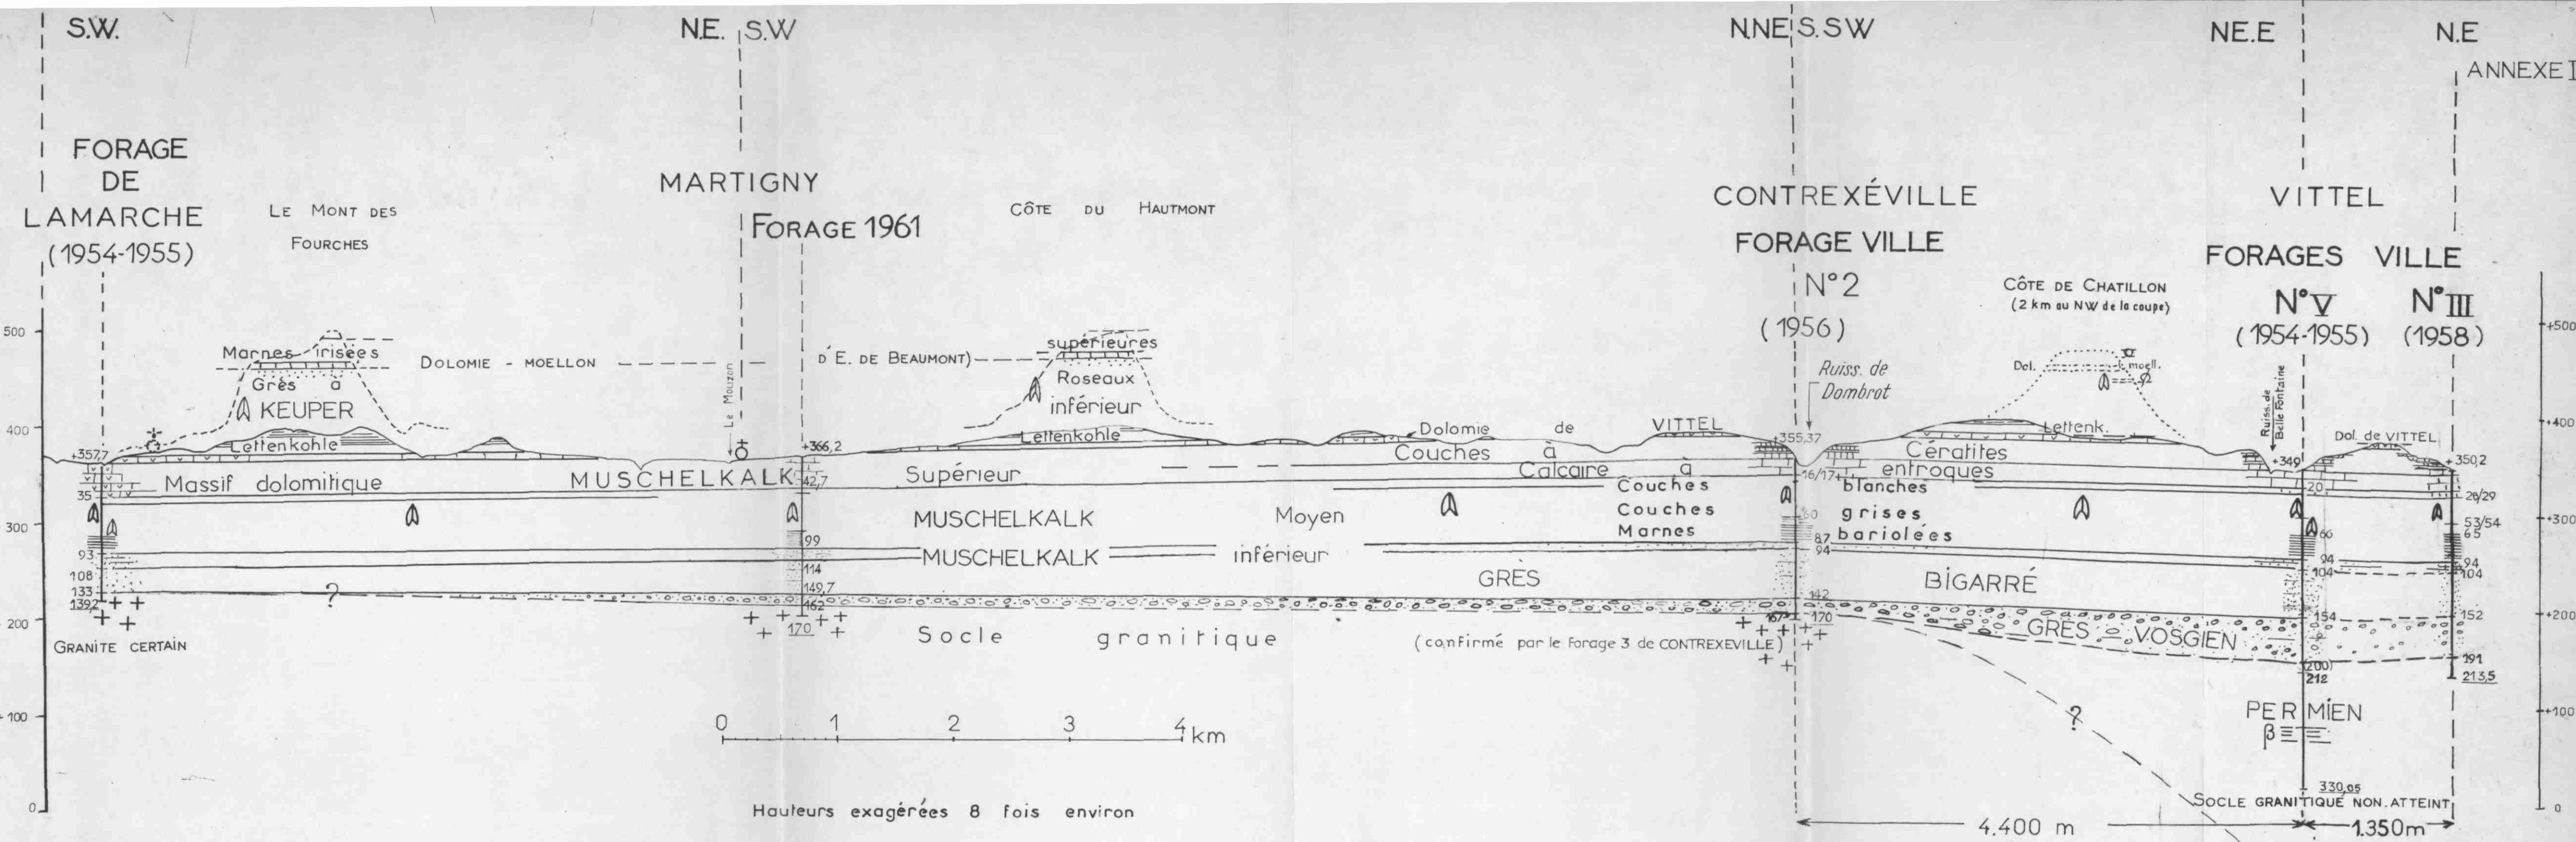 S.W.
N.E. S.W
N.NE S.SW
NE.E
N.E
ANNEXE I
FORAGE
DE
LAMARCHE
(1954-1955)
LE MONT DES
FOURCHES
MARTIGNY
FORAGE 1961
CÔTE DU HAUTMONT
CONTREXÉVILLE
FORAGE VILLE
N°2
(1956)
Ruiss. de
Dombrot
CÔTE DE CHATILLON
(2 km au NW de la coupe)
VITTEL
FORAGES VILLE
N°V
(1954-1955)
N°III
(1958)
Ruiss. de
Belle Fontaine
Le Mouzon
500
400
300
200
+100
0
+500
+400
+300
+200
+100
0
Marnes irisées supérieures
DOLOMIE - MOELLON D'E. DE BEAUMONT)
Grès à Roseaux
KEUPER inférieur
Dol. moell.
Lettenkohle
Lettenkohle
Lettenk.
Dolomie de VITTEL
Dol. de VITTEL
Couches à Cératites
Calcaire à entroques
Massif dolomitique
MUSCHELKALK Supérieur
Couches blanches
Couches grises
Marnes bariolées
MUSCHELKALK Moyen
MUSCHELKALK inférieur
GRÈS BIGARRÉ
GRÈS VOSGIEN
Socle granitique
(confirmé par le Forage 3 de CONTREXEVILLE)
GRANITE CERTAIN
PERMIEN
β
?
?
+357,7
35
93
108
133
139,2
+366,2
42,7
99
114
149,7
162
170
+355,37
16/17
60
87
94
142
167
170
+349
20
66
94
104
154
(200)
212
330,05
+350,2
28/29
53/54
65
94
104
152
191
213,5
SOCLE GRANITIQUE NON ATTEINT
0 1 2 3 4 km
Hauteurs exagérées 8 fois environ
4.400 m
1.350m